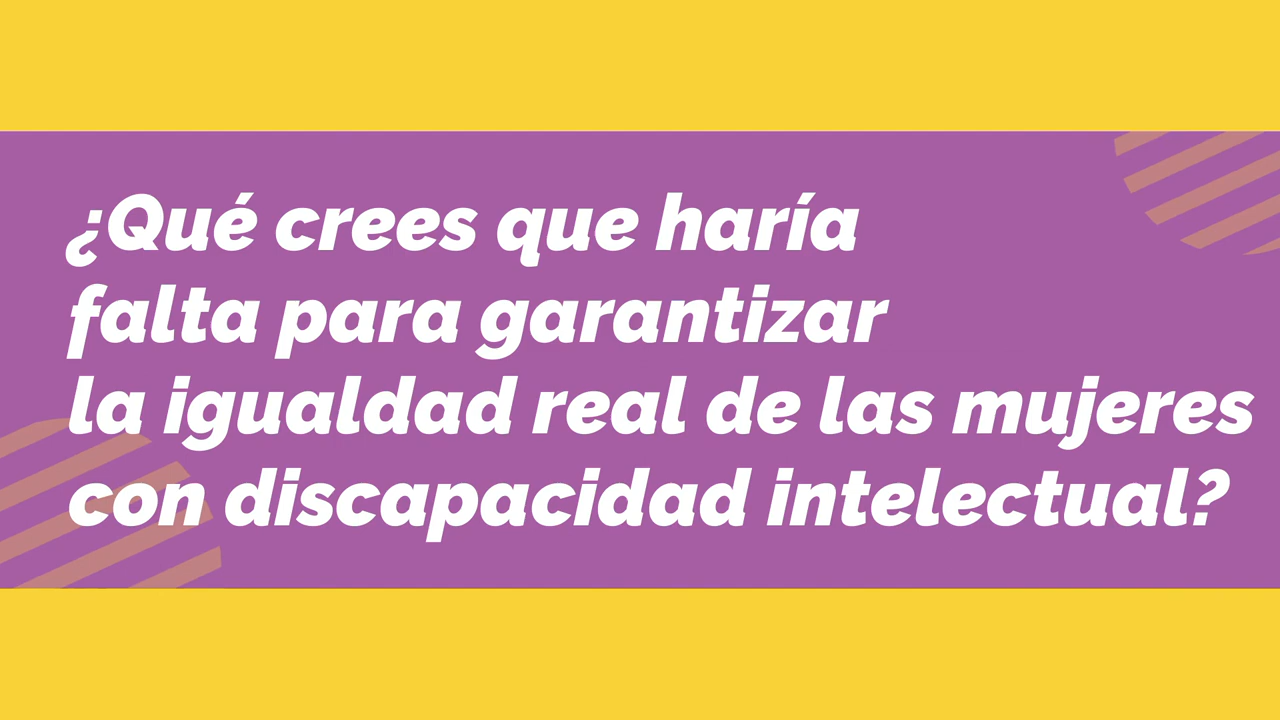 ¿Qué crees que haría
falta para garantizar
la igualdad real de las mujeres
con discapacidad intelectual?